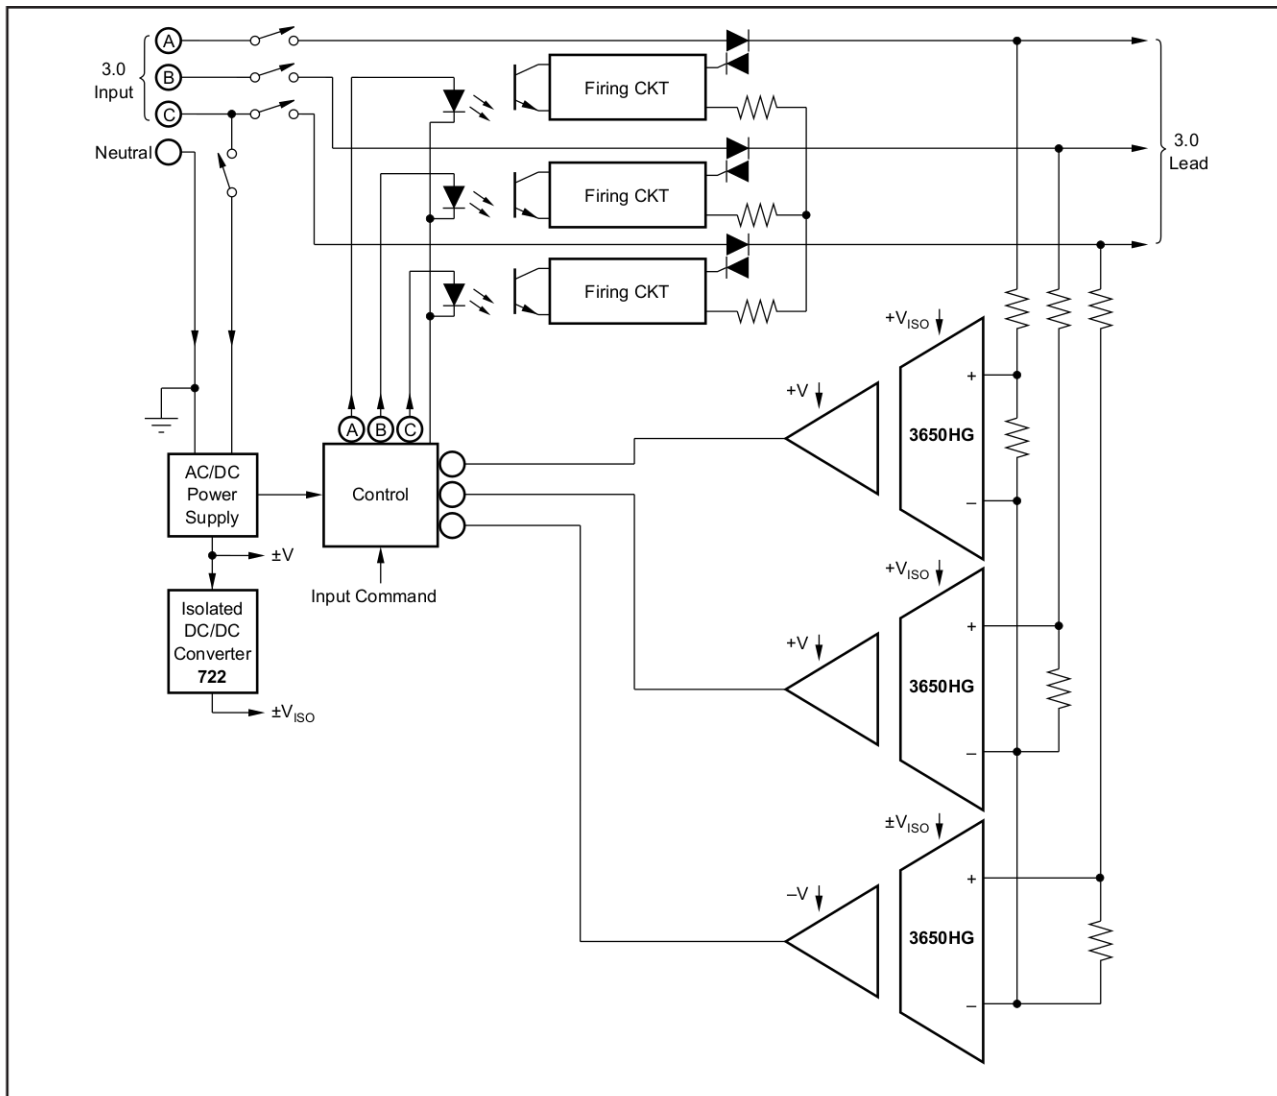 3.0
Input
A
B
C
Neutral
Firing CKT
Firing CKT
Firing CKT
3.0
Lead
A
B
C
AC/DC
Power
Supply
Control
±V
Input Command
Isolated
DC/DC
Converter
722
±VISO
+V
+VISO
+
3650HG
–
+V
+VISO
+
3650HG
–
–V
±VISO
+
3650HG
–